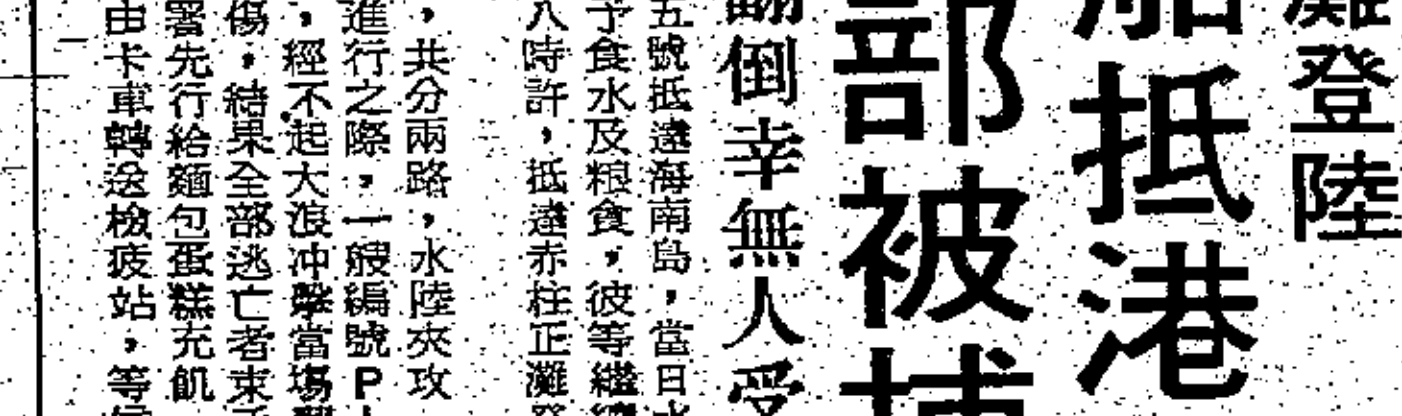 登陸
抵港
部被
倒幸無人受
五號抵達海南島，當日
予食水及粮食，彼等繼
八時許，抵達赤柱正灘
，共分兩路，水陸夾攻
進行之際，一艘編號P
，經不起大浪冲擊當塲
傷，結果全部逃亡者束
署先行給麵包蛋糕充飢
由卡車轉送檢疫站，等